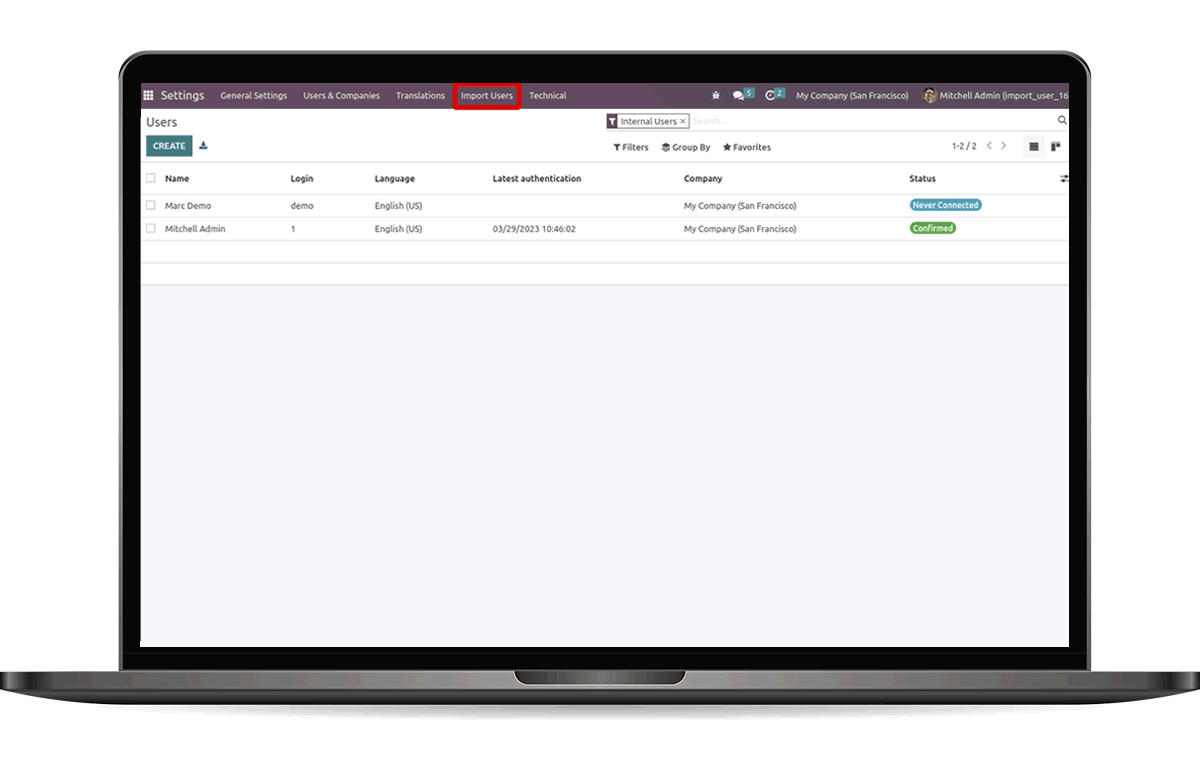 Settings General Settings Users & Companies Translations Import Users Technical 5 2 My Company (San Francisco) Mitchell Admin (import_user_16
Users Internal Users × Search...
CREATE Filters Group By Favorites 1-2 / 2
Name Login Language Latest authentication Company Status
Marc Demo demo English (US) My Company (San Francisco) Never Connected
Mitchell Admin 1 English (US) 03/29/2023 10:46:02 My Company (San Francisco) Confirmed